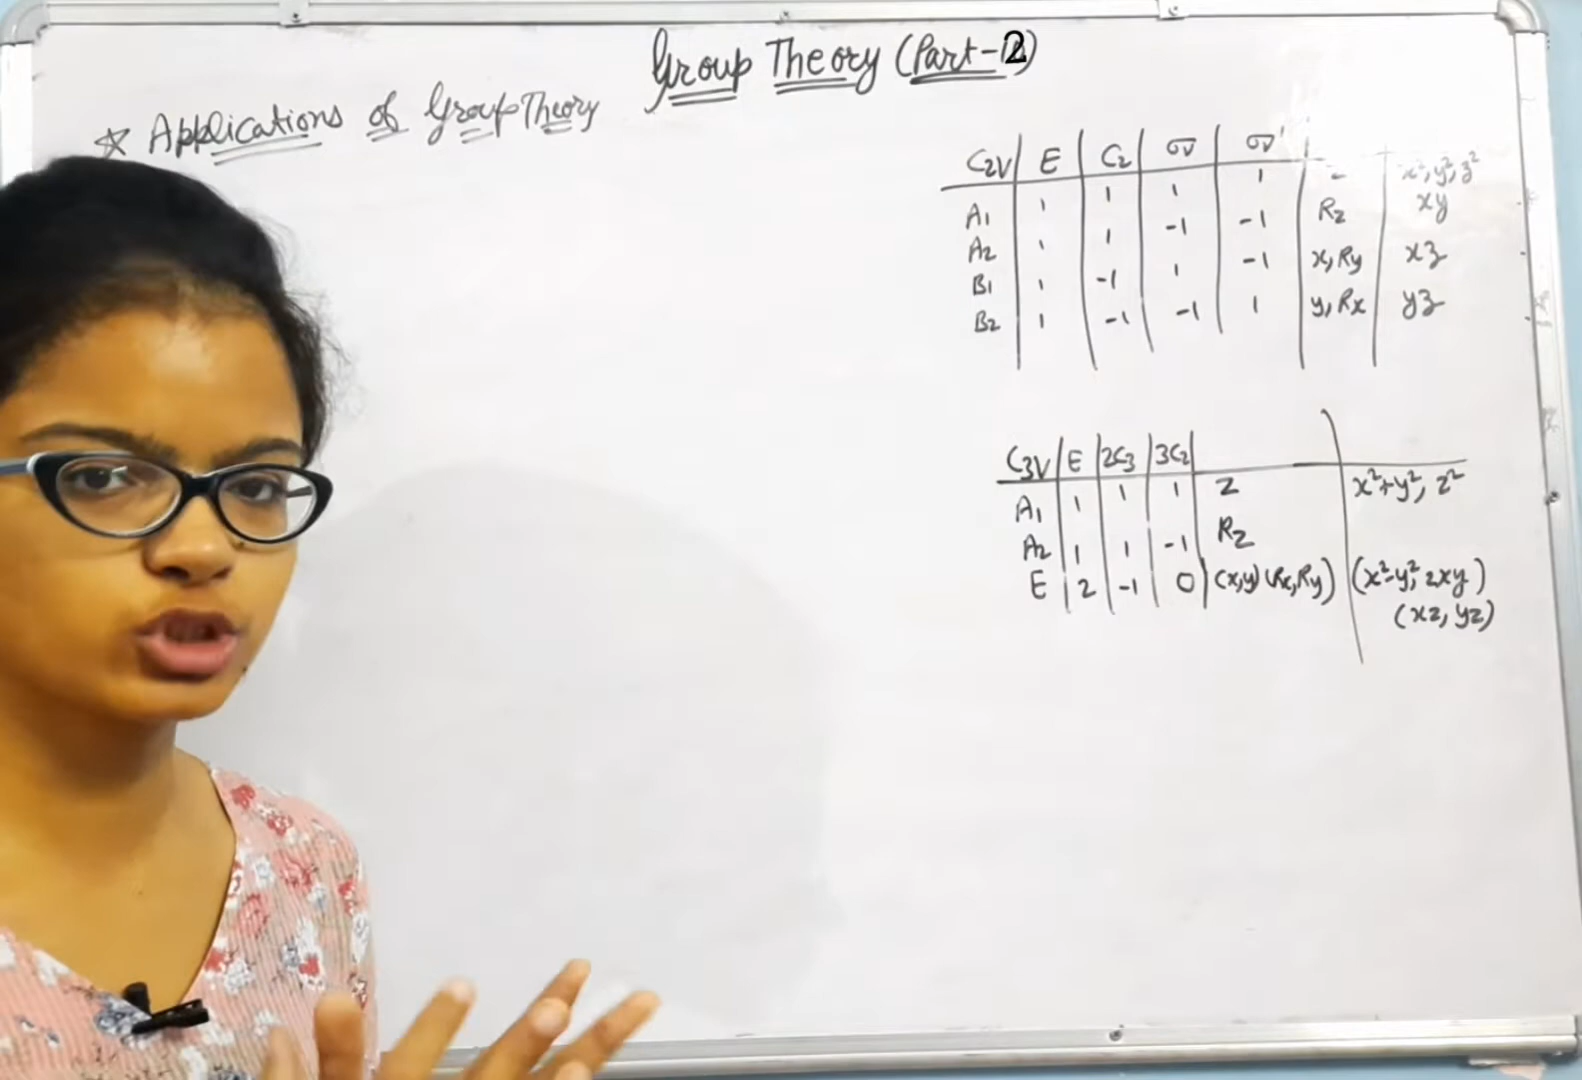 Group Theory (Part-2)
☆ Applications of Group Theory
C2V E C2 σv σv'
A1 1 1 1 1 z x², y², z²
A2 1 1 -1 -1 Rz xy
B1 1 -1 1 -1 x, Ry xz
B2 1 -1 -1 1 y, Rx yz
C3V E 2C3 3C2
A1 1 1 1 z x²+y², z²
A2 1 1 -1 Rz
E 2 -1 0 (x,y) (Rx,Ry) (x²-y², 2xy)
(xz, yz)